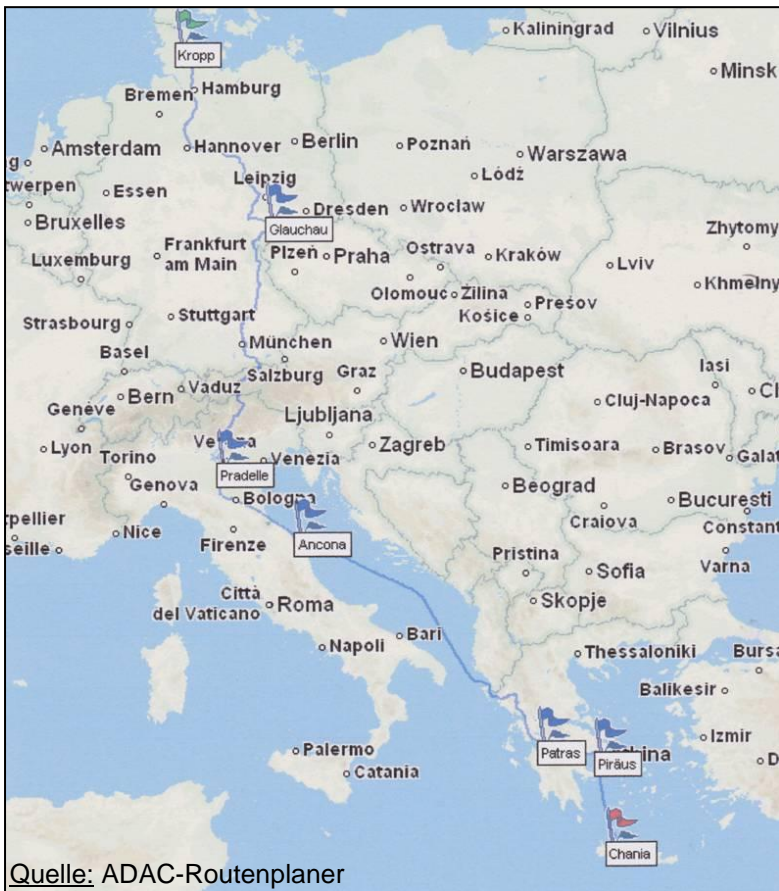 Kaliningrad
Vilnius
Kropp
Minsk
Hamburg
Bremen
Amsterdam
Hannover
Berlin
Poznań
Warszawa
Łódź
Essen
Leipzig
Bruxelles
Dresden
Wrocław
Glauchau
Frankfurt
am Main
Plzeň
Praha
Ostrava
Kraków
Lviv
Luxemburg
Olomouc
Žilina
Prešov
Košice
Strasbourg
Stuttgart
München
Wien
Basel
Salzburg
Graz
Budapest
Iasi
Bern
Vaduz
Cluj-Napoca
Genève
Ljubljana
Lyon
Zagreb
Timisoara
Brasov
Torino
Pradelle
Venezia
Genova
Bologna
Beograd
Bucuresti
Craiova
Nice
Firenze
Ancona
Pristina
Sofia
Varna
Città
del Vaticano
Roma
Skopje
Napoli
Bari
Thessaloniki
Balikesir
Izmir
Patras
Piräus
Palermo
Catania
Chania
Quelle: ADAC-Routenplaner